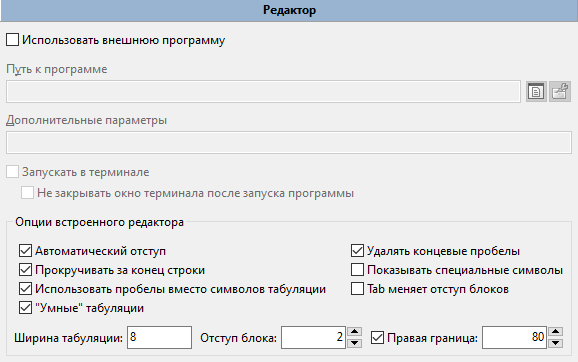 Редактор
Использовать внешнюю программу
Путь к программе
Дополнительные параметры
Запускать в терминале
Не закрывать окно терминала после запуска программы
Опции встроенного редактора
Автоматический отступ
Удалять концевые пробелы
Прокручивать за конец строки
Показывать специальные символы
Использовать пробелы вместо символов табуляции
Tab меняет отступ блоков
"Умные" табуляции
Ширина табуляции: 8 Отступ блока: 2 Правая граница: 80